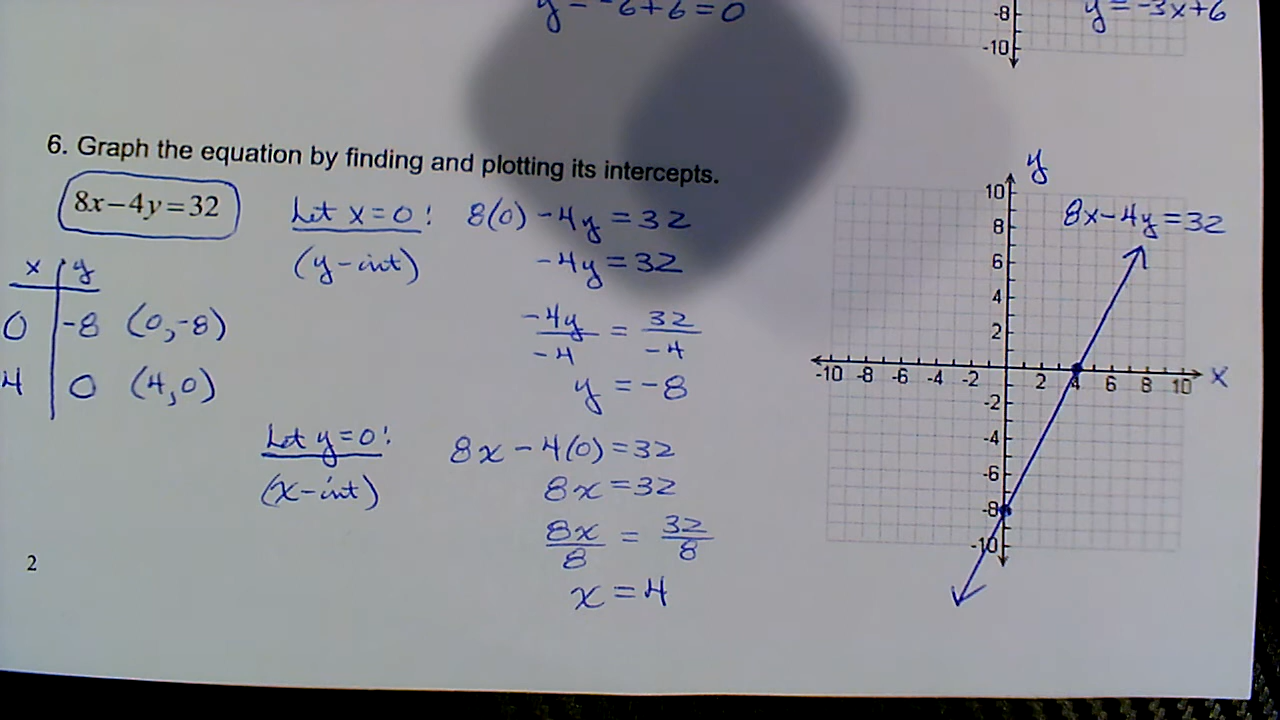 y = -6+6=0
-8
y=-3x+6
-10
6. Graph the equation by finding and plotting its intercepts.
8x−4y=32
Let x=0!
(y-int)
8(0) -4y = 32
-4y = 32
-4y/-4 = 32/-4
y = -8
x | y
0 | -8 (0,-8)
4 | 0 (4,0)
Let y=0!
(x-int)
8x - 4(0) = 32
8x = 32
8x/8 = 32/8
x = 4
y
10
8x-4y=32
8
6
4
2
-10 -8 -6 -4 -2 2 4 6 8 10 x
-2
-4
-6
-8
-10
2